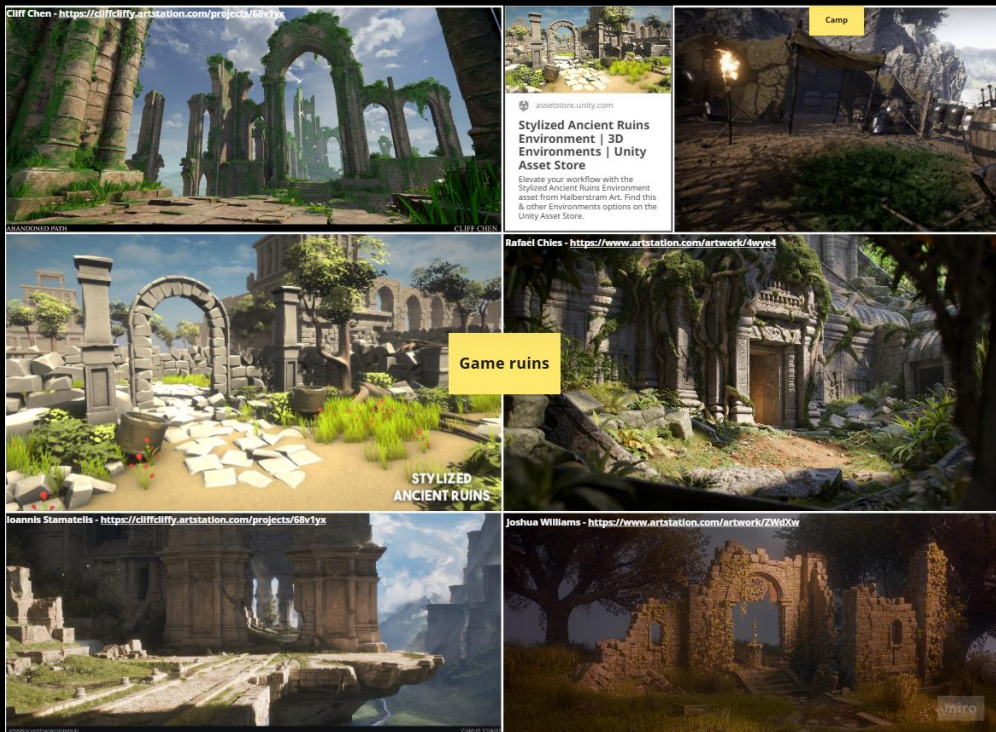 Cliff Chen - https://cliffcliffy.artstation.com/projects/68v1yx
ABANDONED PATH
CLIFF CHEN
assetstore.unity.com
Stylized Ancient Ruins
Environment | 3D
Environments | Unity
Asset Store
Elevate your workflow with the
Stylized Ancient Ruins Environment
asset from Halberstram Art. Find this
& other Environments options on the
Unity Asset Store.
Camp
STYLIZED
ANCIENT RUINS
Game ruins
Rafael Chies - https://www.artstation.com/artwork/4wye4
Ioannis Stamatelis - https://cliffcliffy.artstation.com/projects/68v1yx
Joshua Williams - https://www.artstation.com/artwork/ZWdXw
miro